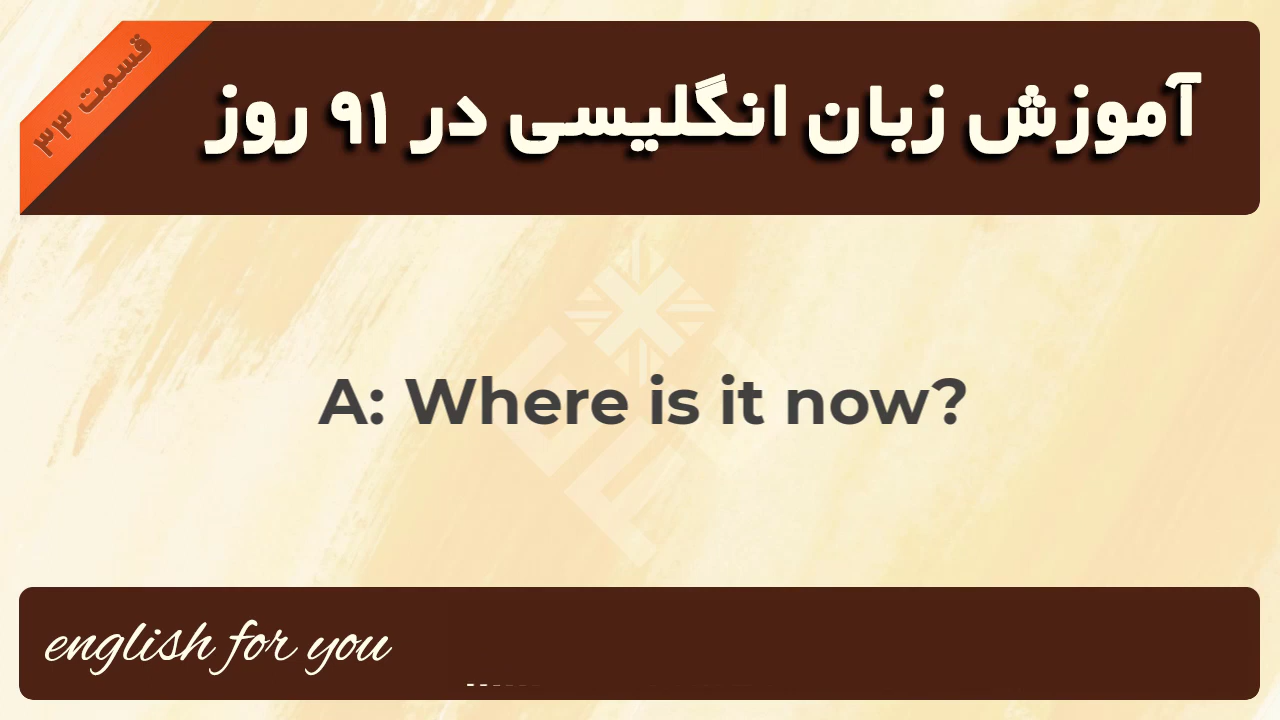 قسمت ۳۳
آموزش زبان انگلیسی در ۹۱ روز
A: Where is it now?
english for you